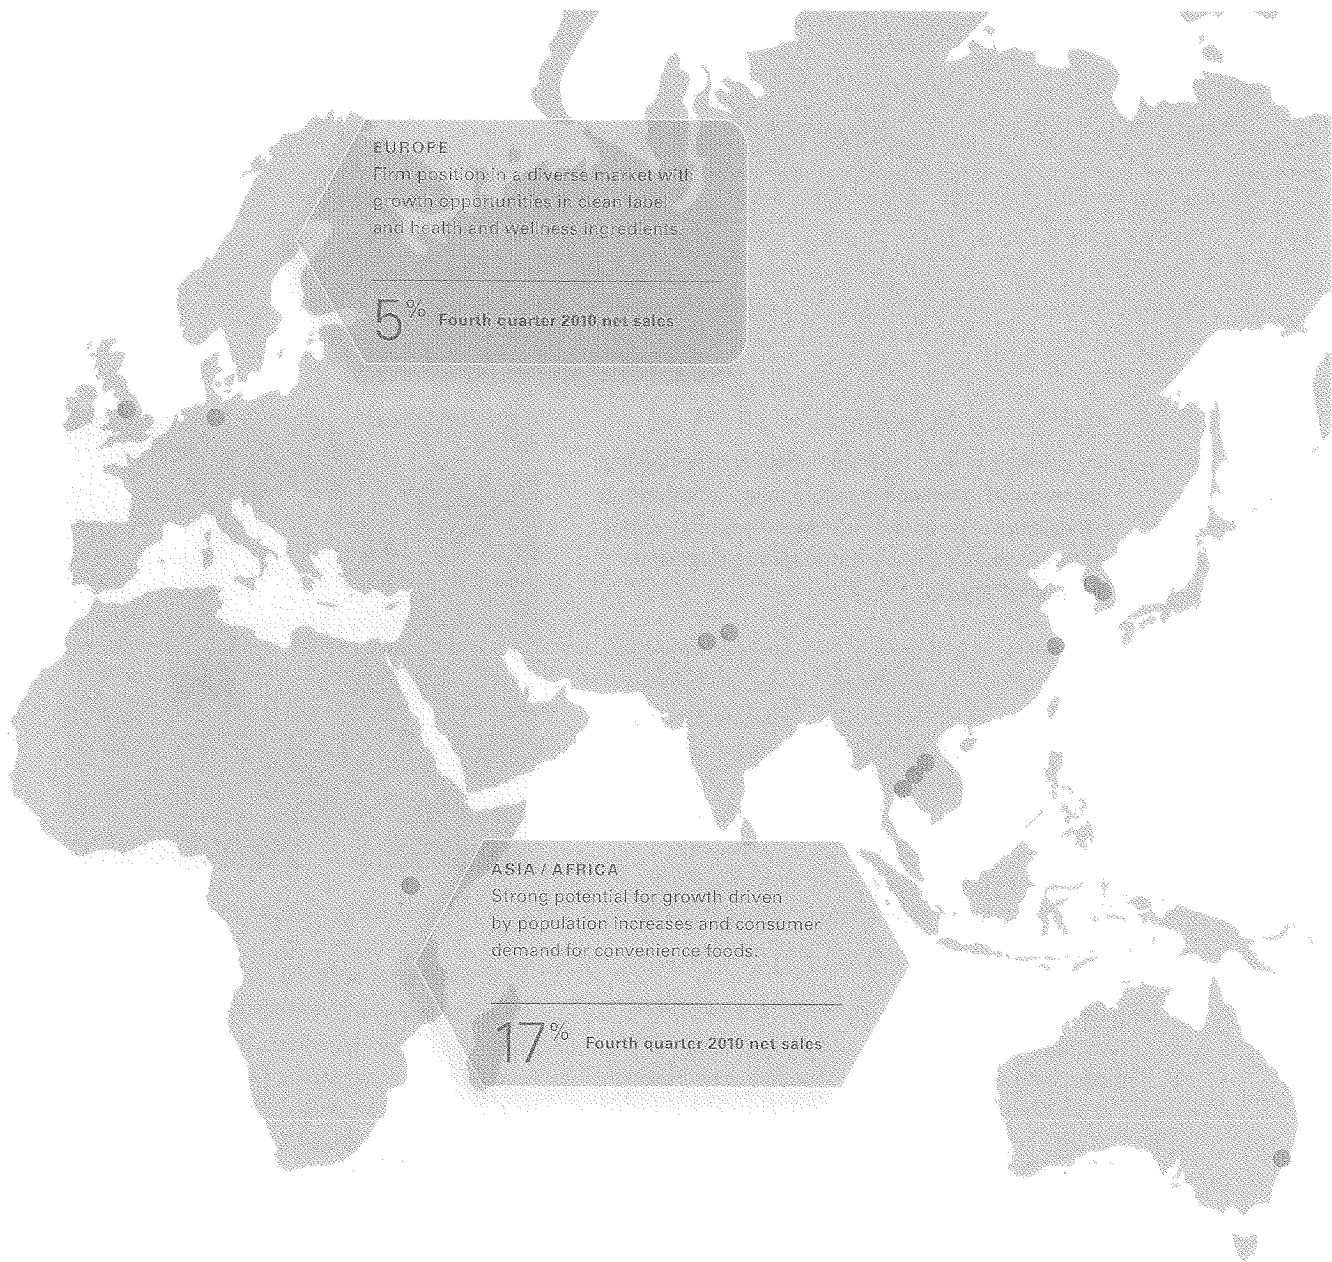 EUROPE
Firm position in a diverse market with
growth opportunities in clean label
and health and wellness ingredients.
5% Fourth quarter 2010 net sales
ASIA / AFRICA
Strong potential for growth driven
by population increases and consumer
demand for convenience foods.
17% Fourth quarter 2010 net sales